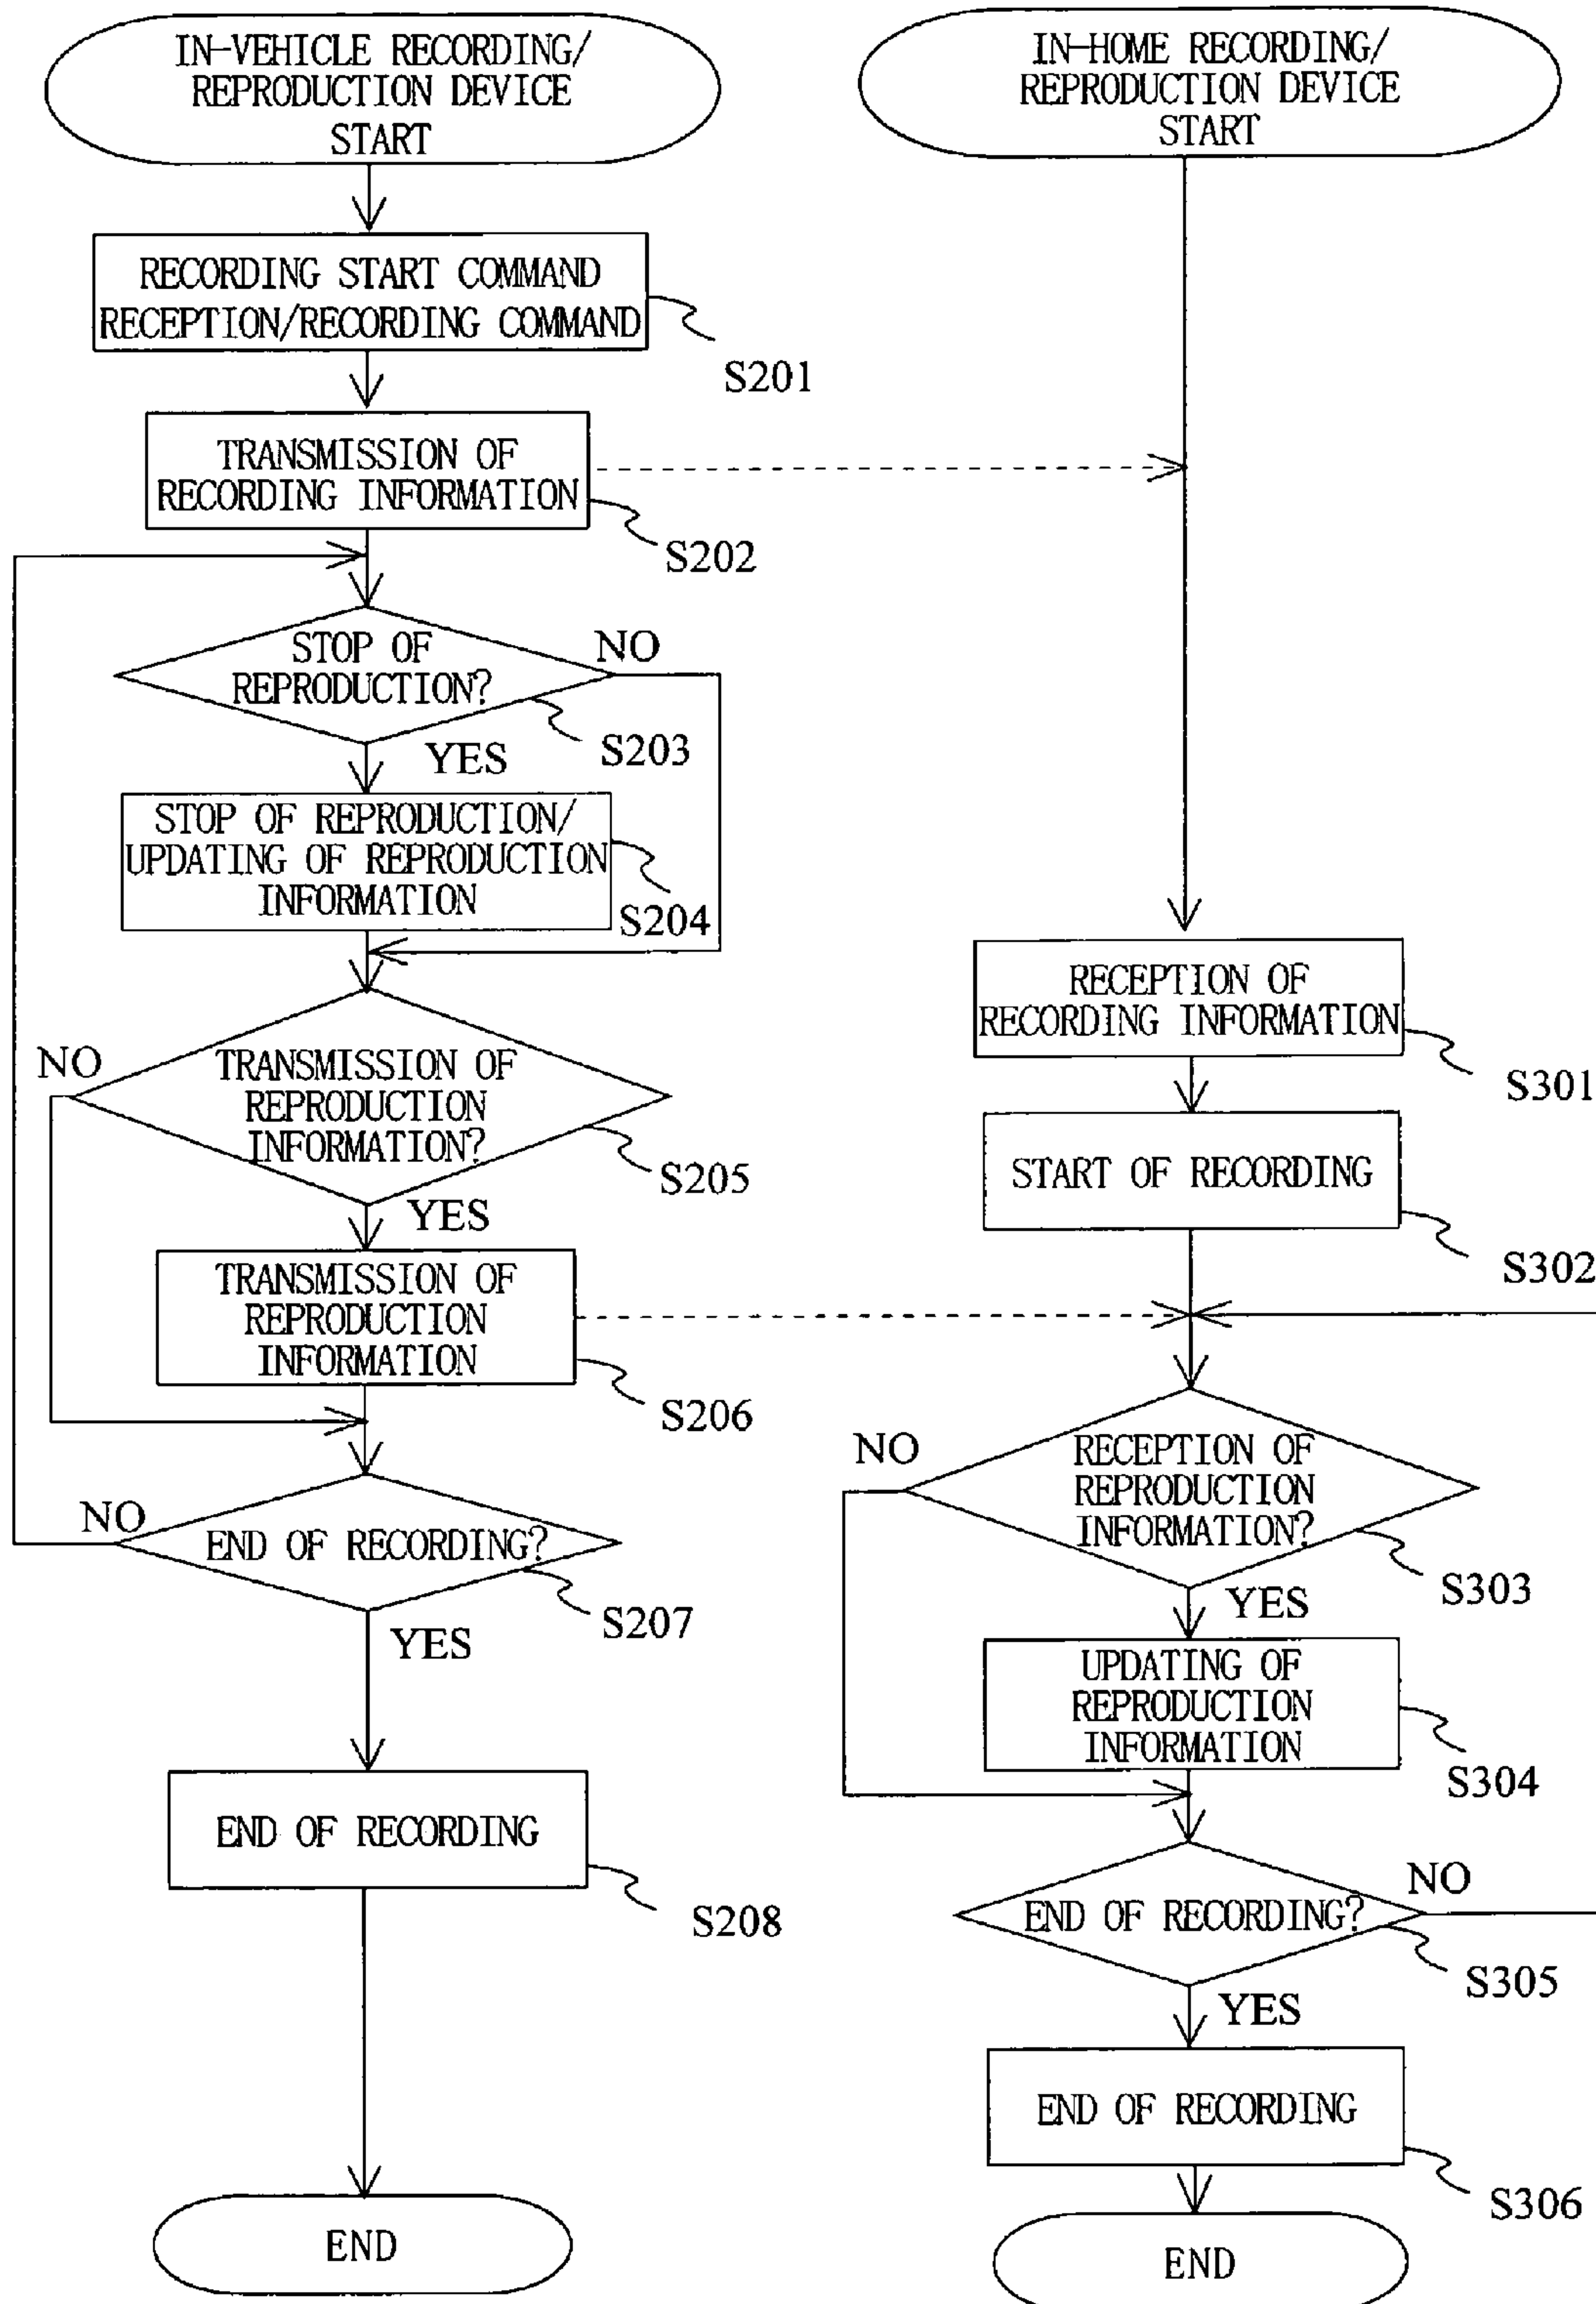 IN-VEHICLE RECORDING/
REPRODUCTION DEVICE
START
RECORDING START COMMAND
RECEPTION/RECORDING COMMAND
S201
TRANSMISSION OF
RECORDING INFORMATION
S202
STOP OF
REPRODUCTION?
NO
S203
YES
STOP OF REPRODUCTION/
UPDATING OF REPRODUCTION
INFORMATION
S204
NO
TRANSMISSION OF
REPRODUCTION
INFORMATION?
S205
YES
TRANSMISSION OF
REPRODUCTION
INFORMATION
S206
NO
END OF RECORDING?
S207
YES
END OF RECORDING
S208
END
IN-HOME RECORDING/
REPRODUCTION DEVICE
START
RECEPTION OF
RECORDING INFORMATION
S301
START OF RECORDING
S302
NO
RECEPTION OF
REPRODUCTION
INFORMATION?
S303
YES
UPDATING OF
REPRODUCTION
INFORMATION
S304
NO
END OF RECORDING?
S305
YES
END OF RECORDING
S306
END